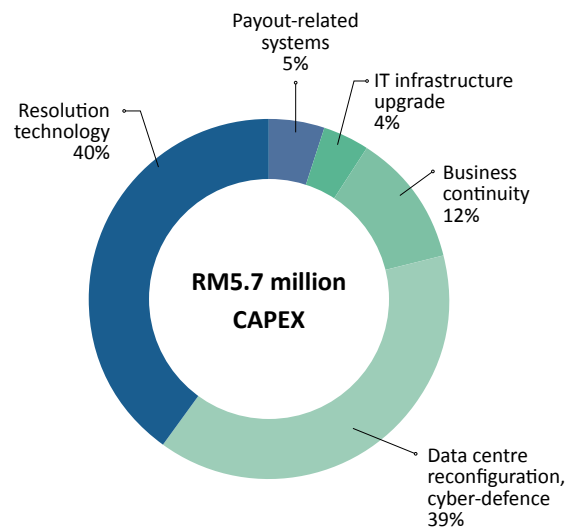 Payout-related
systems
5%
IT infrastructure
upgrade
4%
Resolution
technology
40%
Business
continuity
12%
RM5.7 million
CAPEX
Data centre
reconfiguration,
cyber-defence
39%